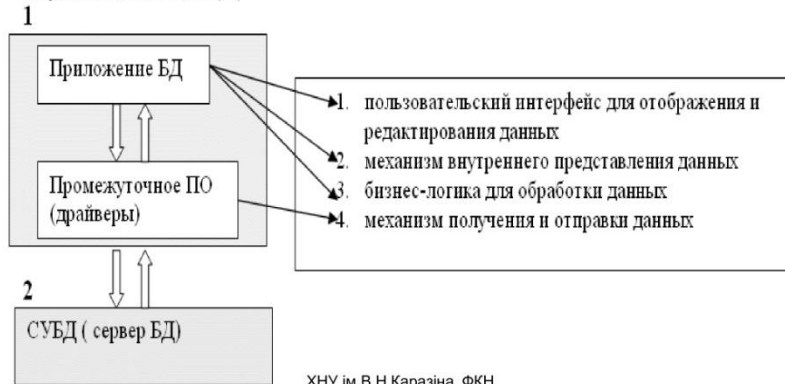 1
Приложение БД
Промежуточное ПО
(драйверы)
1. пользовательский интерфейс для отображения и
редактирования данных
2. механизм внутреннего представления данных
3. бизнес-логика для обработки данных
4. механизм получения и отправки данных
2
СУБД ( сервер БД)
ХНУ ім.В.Н.Каразіна, ФКН